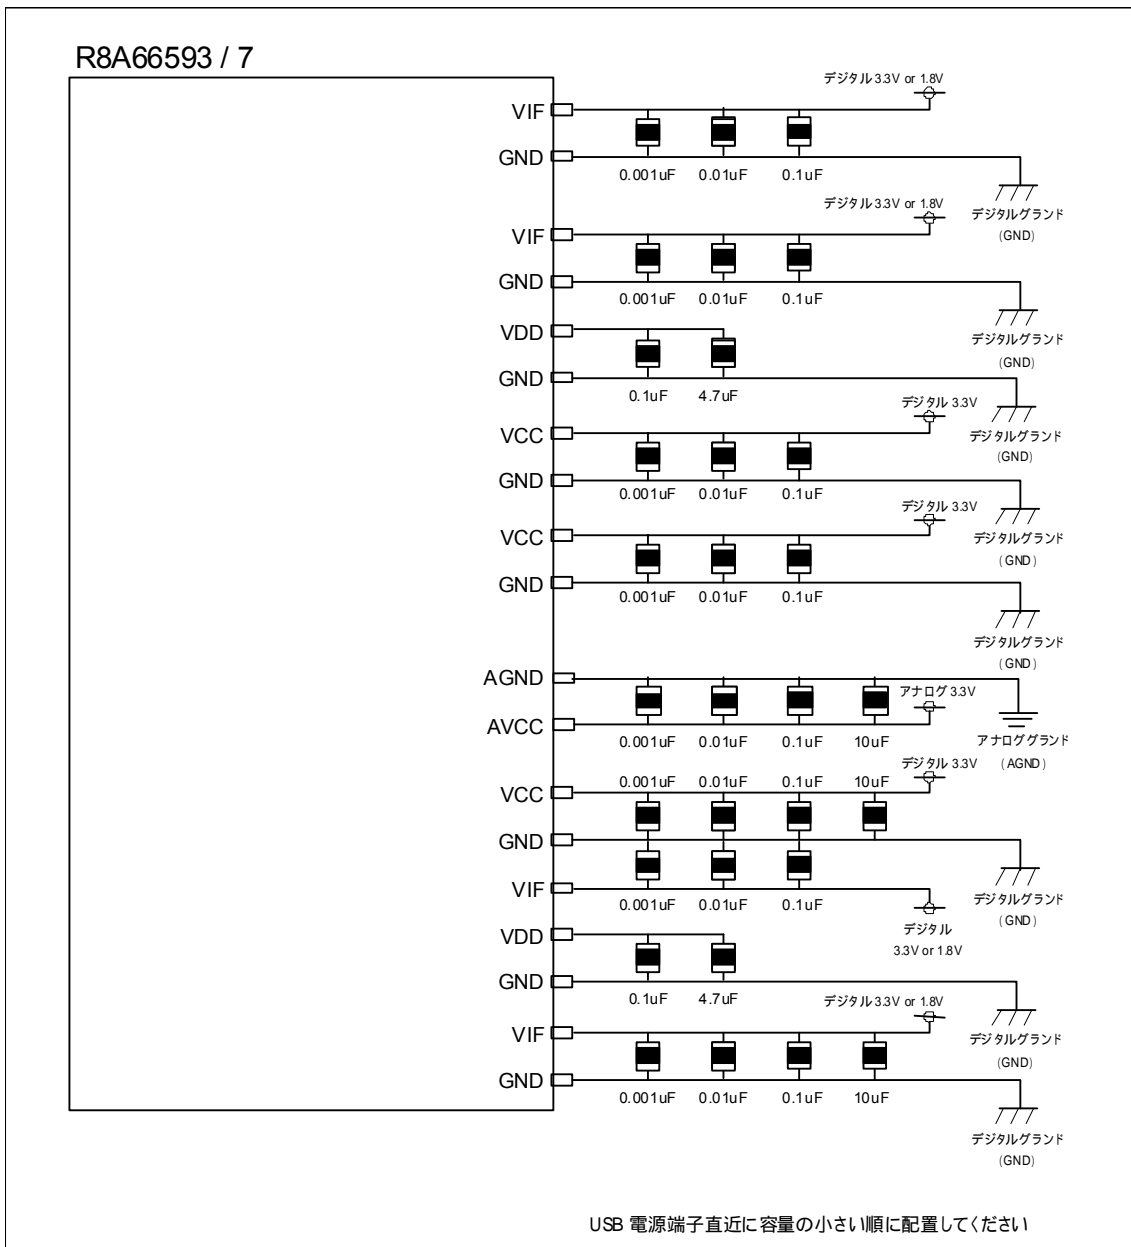 R8A66593 / 7
デジタル 3.3V or 1.8V
VIF
GND
0.001uF 0.01uF 0.1uF
デジタルグランド
(GND)
デジタル 3.3V or 1.8V
VIF
GND
0.001uF 0.01uF 0.1uF
デジタルグランド
(GND)
VDD
GND
0.1uF 4.7uF
デジタルグランド
(GND)
デジタル 3.3V
VCC
GND
0.001uF 0.01uF 0.1uF
デジタルグランド
(GND)
デジタル 3.3V
VCC
GND
0.001uF 0.01uF 0.1uF
デジタルグランド
(GND)
AGND
アナログ 3.3V
AVCC
0.001uF 0.01uF 0.1uF 10uF
アナロググランド
(AGND)
デジタル 3.3V
0.001uF 0.01uF 0.1uF 10uF
VCC
GND
VIF
0.001uF 0.01uF 0.1uF
デジタルグランド
(GND)
デジタル
3.3V or 1.8V
VDD
GND
0.1uF 4.7uF
デジタルグランド
(GND)
デジタル 3.3V or 1.8V
VIF
GND
0.001uF 0.01uF 0.1uF 10uF
デジタルグランド
(GND)
USB 電源端子直近に容量の小さい順に配置してください